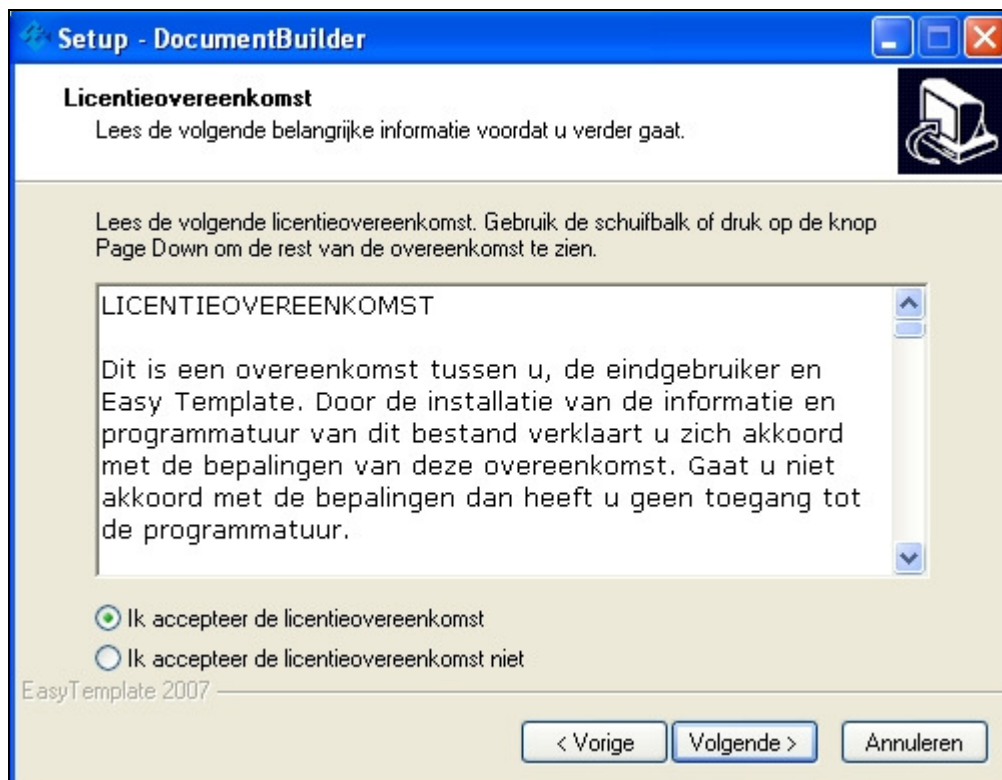 Setup - DocumentBuilder
Licentieovereenkomst
Lees de volgende belangrijke informatie voordat u verder gaat.
Lees de volgende licentieovereenkomst. Gebruik de schuifbalk of druk op de knop
Page Down om de rest van de overeenkomst te zien.
LICENTIEOVEREENKOMST
Dit is een overeenkomst tussen u, de eindgebruiker en
Easy Template. Door de installatie van de informatie en
programmatuur van dit bestand verklaart u zich akkoord
met de bepalingen van deze overeenkomst. Gaat u niet
akkoord met de bepalingen dan heeft u geen toegang tot
de programmatuur.
Ik accepteer de licentieovereenkomst
Ik accepteer de licentieovereenkomst niet
EasyTemplate 2007
< Vorige Volgende > Annuleren